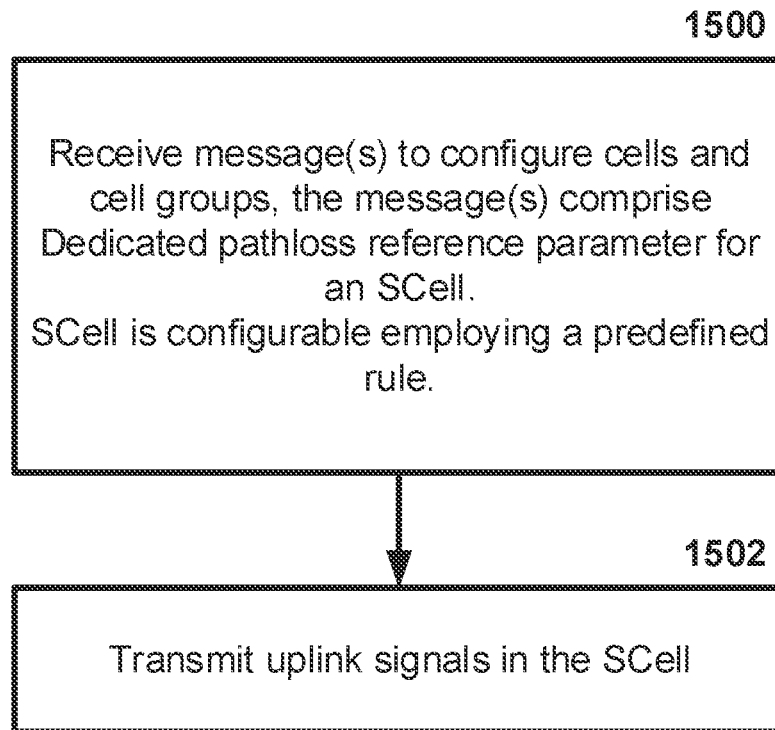 1500
Receive message(s) to configure cells and
cell groups, the message(s) comprise
Dedicated pathloss reference parameter for
an SCell.
SCell is configurable employing a predefined
rule.
1502
Transmit uplink signals in the SCell